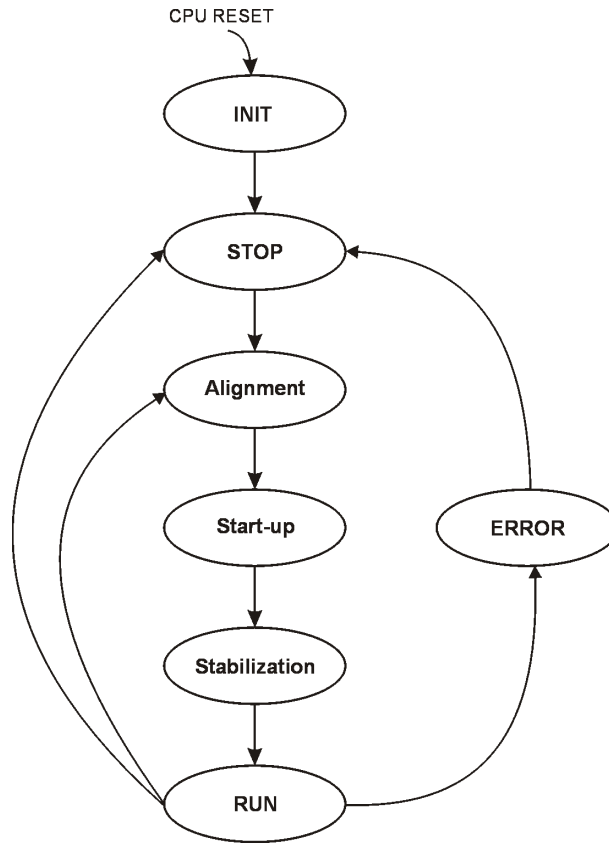 CPU RESET
INIT
STOP
Alignment
Start-up
ERROR
Stabilization
RUN